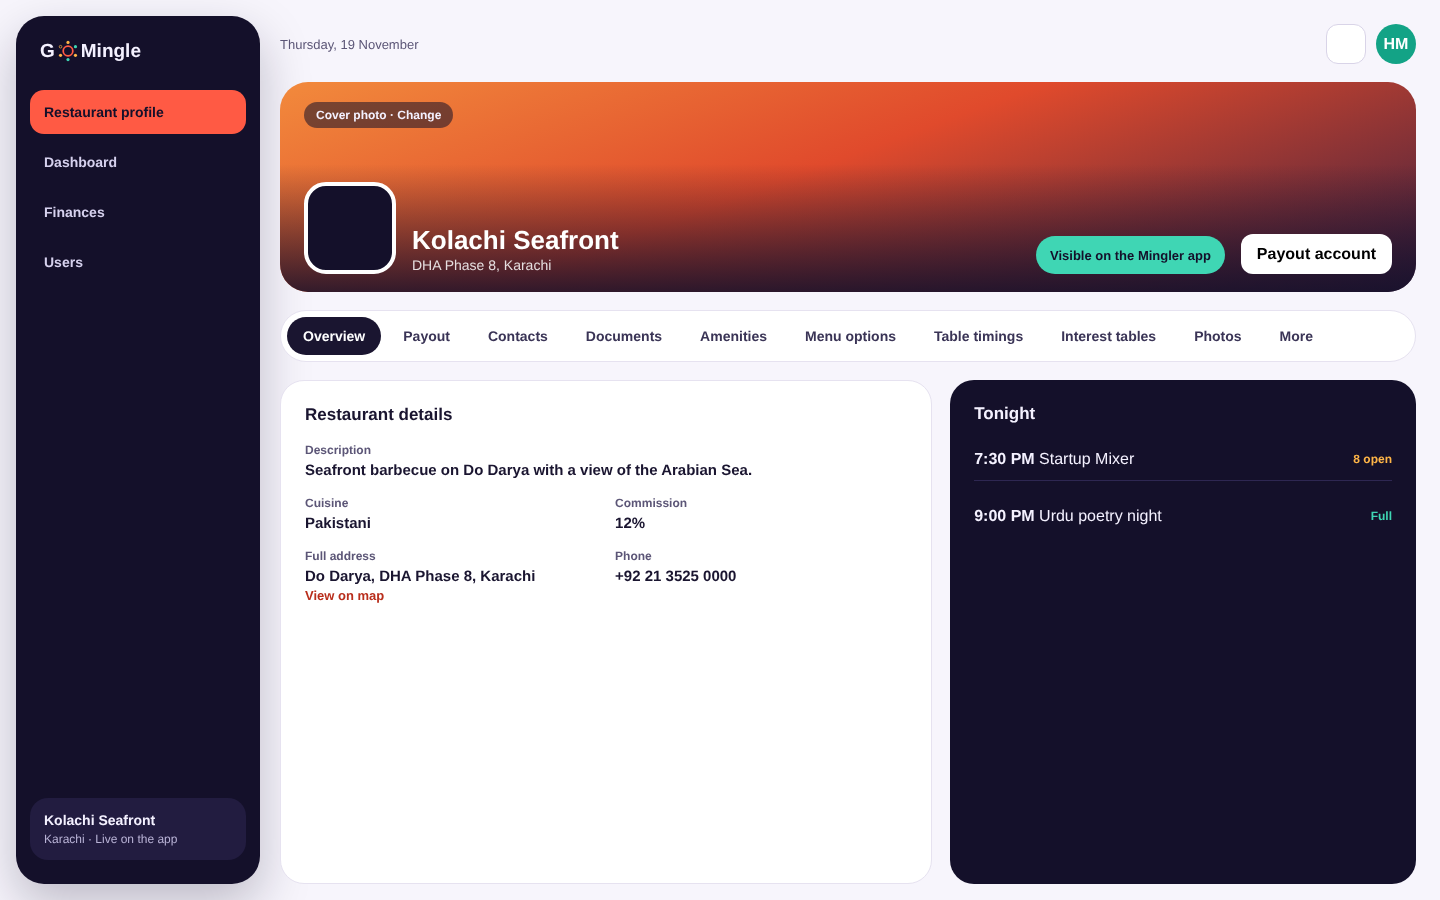 G Mingle
Restaurant profile
Dashboard
Finances
Users
Kolachi Seafront
Karachi · Live on the app
Thursday, 19 November
HM
Cover photo · Change
Kolachi Seafront
DHA Phase 8, Karachi
Visible on the Mingler app
Payout account
Overview Payout Contacts Documents Amenities Menu options Table timings Interest tables Photos More
Restaurant details
Description
Seafront barbecue on Do Darya with a view of the Arabian Sea.
Cuisine Commission
Pakistani 12%
Full address Phone
Do Darya, DHA Phase 8, Karachi +92 21 3525 0000
View on map
Tonight
7:30 PM Startup Mixer 8 open
9:00 PM Urdu poetry night Full